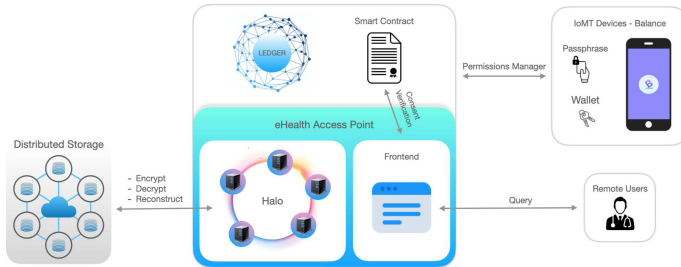 Smart Contract
LEDGER
IoMT Devices - Balance
Passphrase
Wallet
Permissions Manager
Consent
Verification
eHealth Access Point
Distributed Storage
- Encrypt
- Decrypt
- Reconstruct
Halo
Frontend
Query
Remote Users